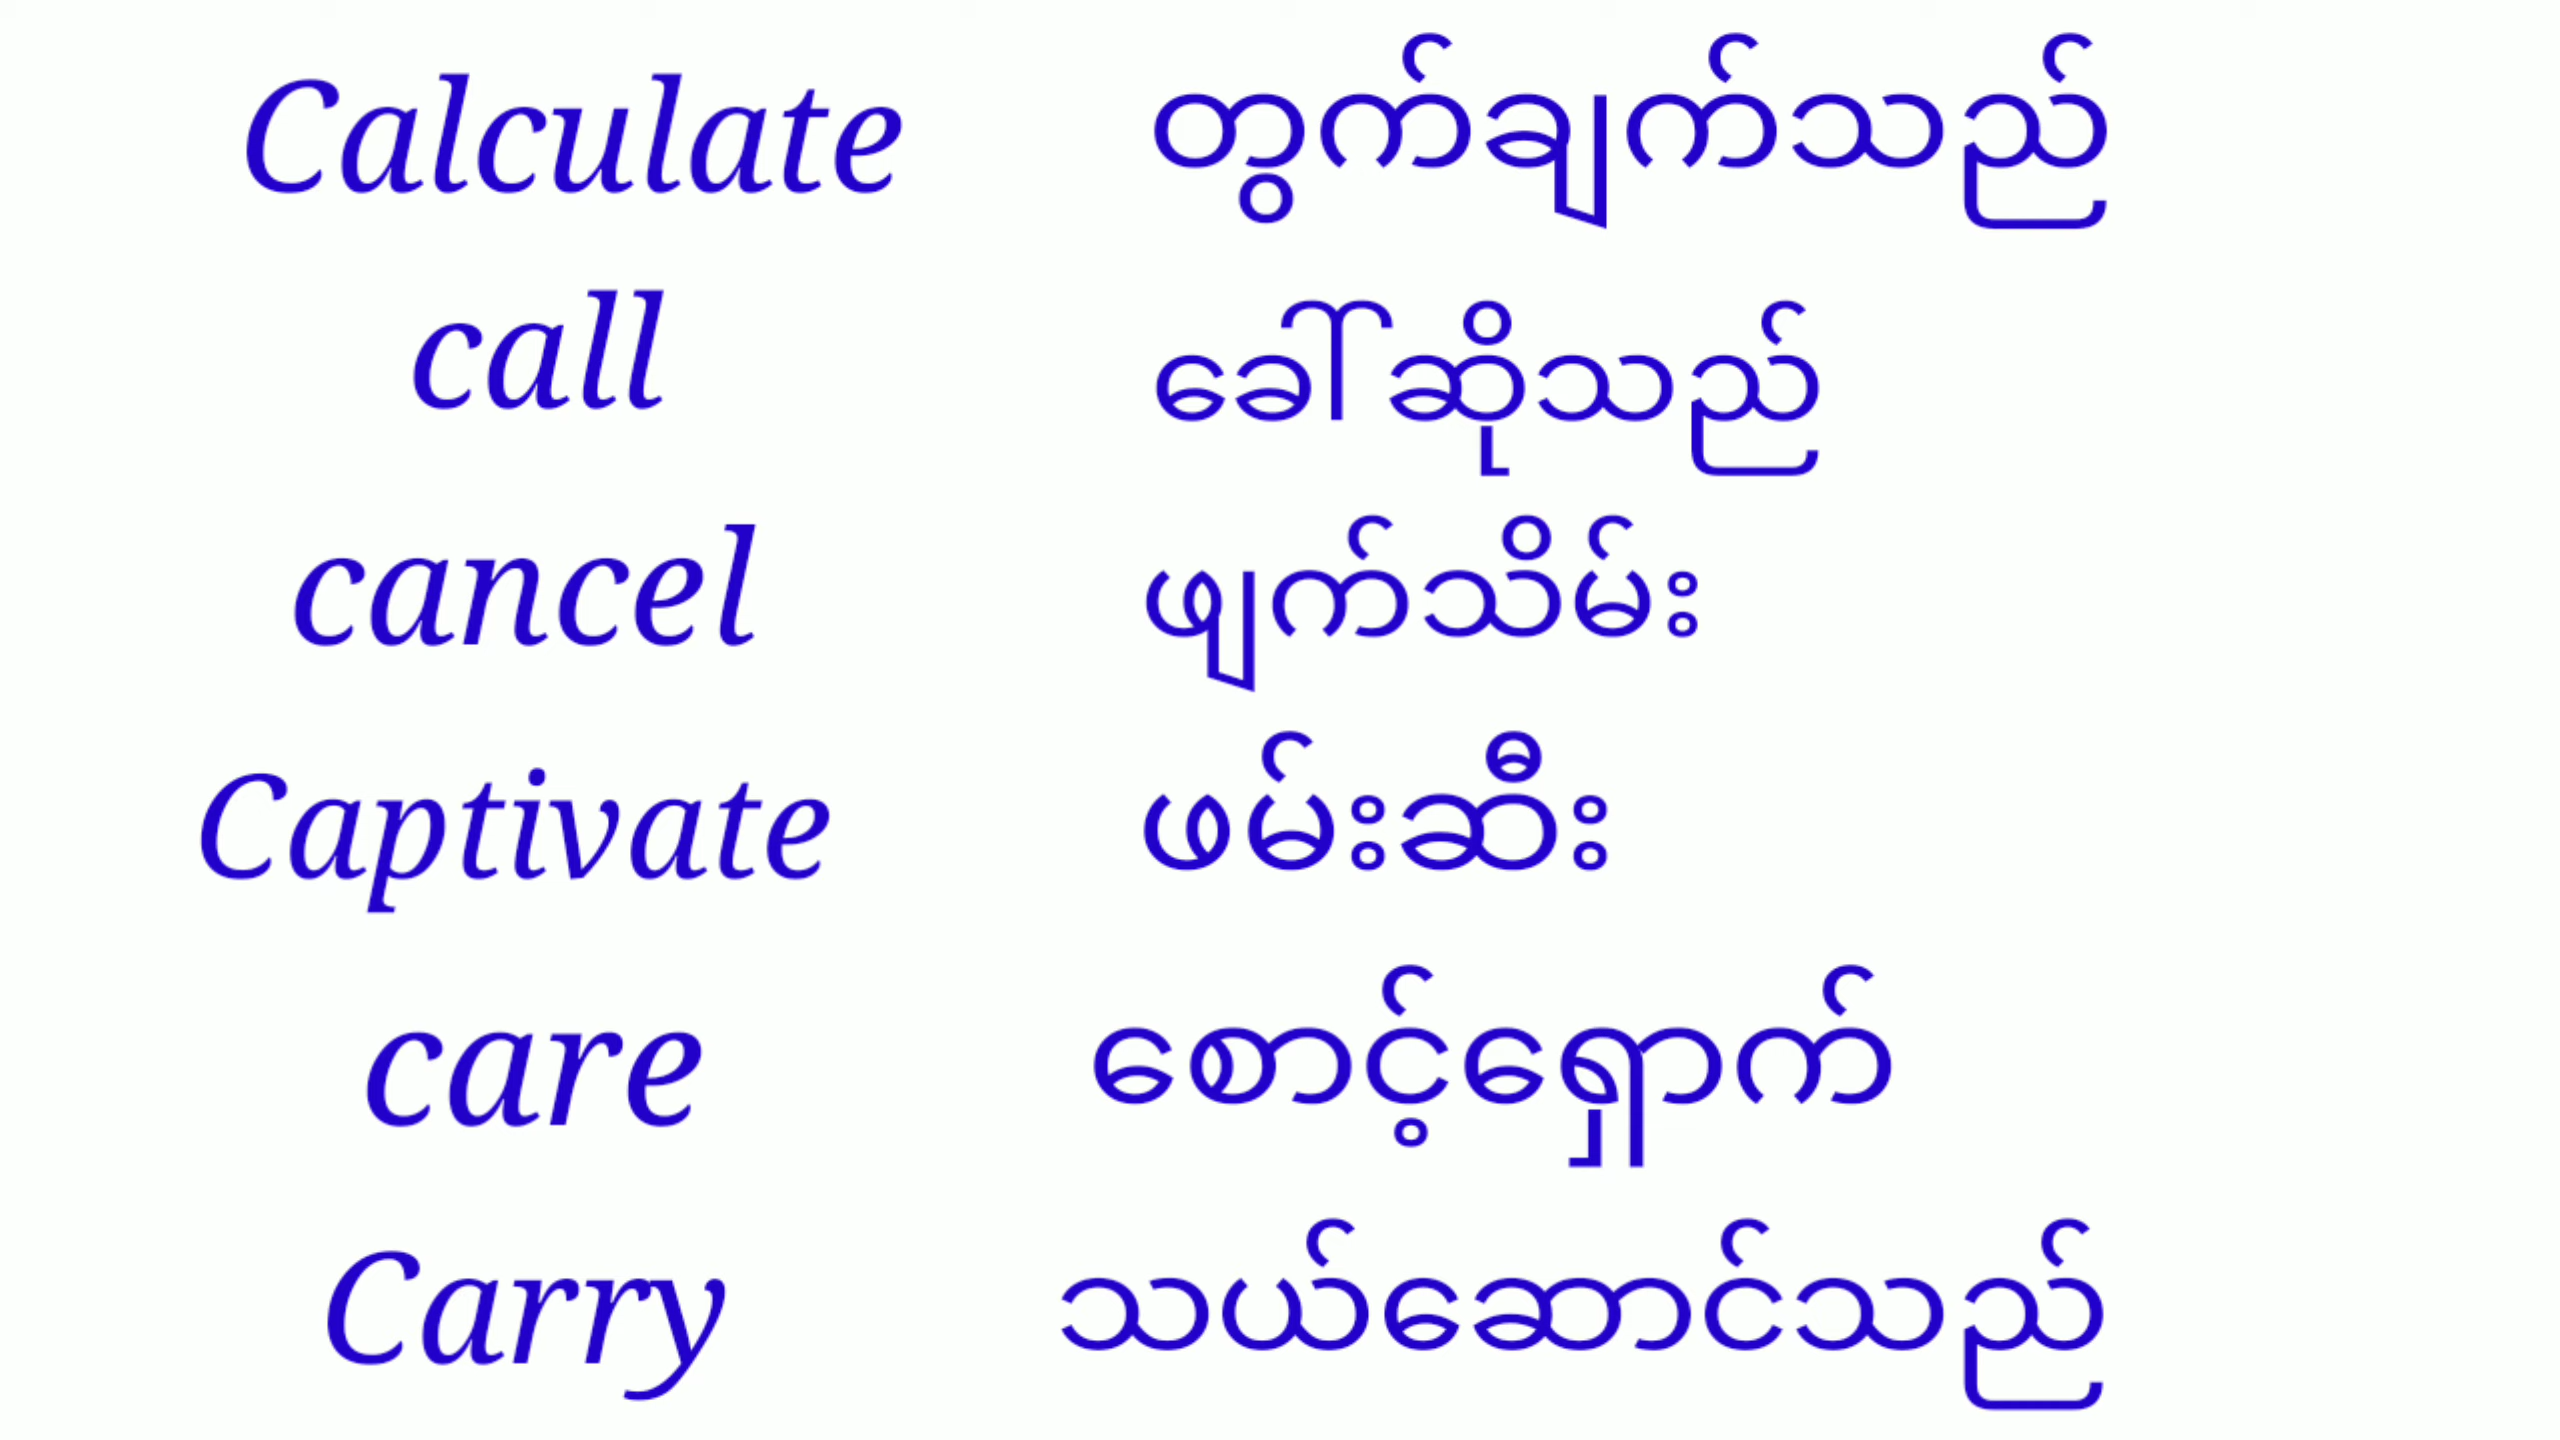 Calculate တွက်ချက်သည်
call ခေါ်ဆိုသည်
cancel ဖျက်သိမ်း
Captivate ဖမ်းဆီး
care စောင့်ရှောက်
Carry သယ်ဆောင်သည်